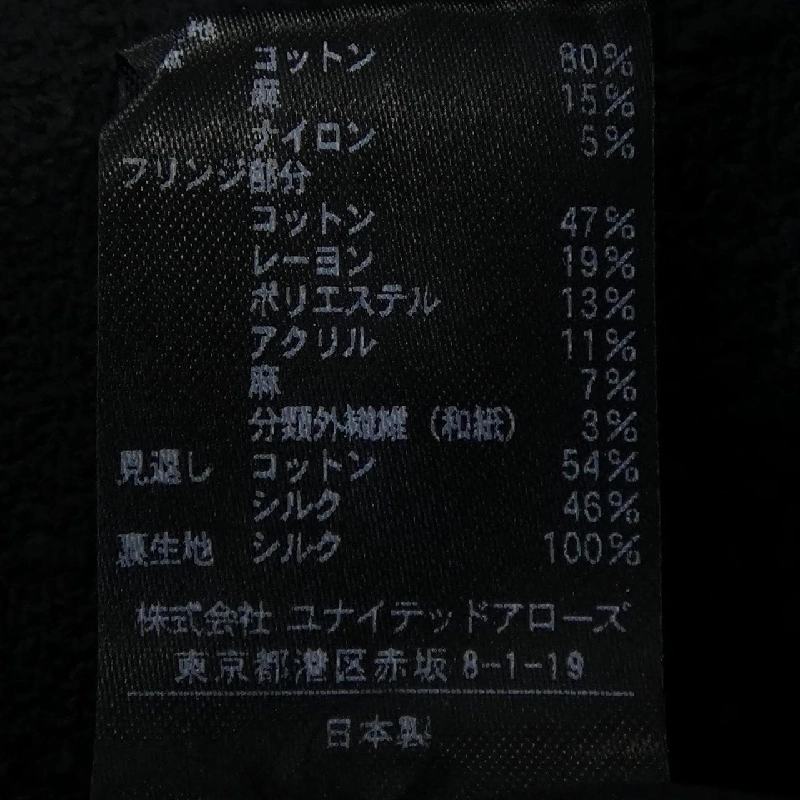 地 コットン 80%
麻 15%
ナイロン 5%
フリンジ部分
コットン 47%
レーヨン 19%
ポリエステル 13%
アクリル 11%
麻 7%
分類外繊維 (和紙) 3%
見返し コットン 54%
シルク 46%
裏生地 シルク 100%
株式会社 ユナイテッドアローズ
東京都港区赤坂 8-1-19
日本製